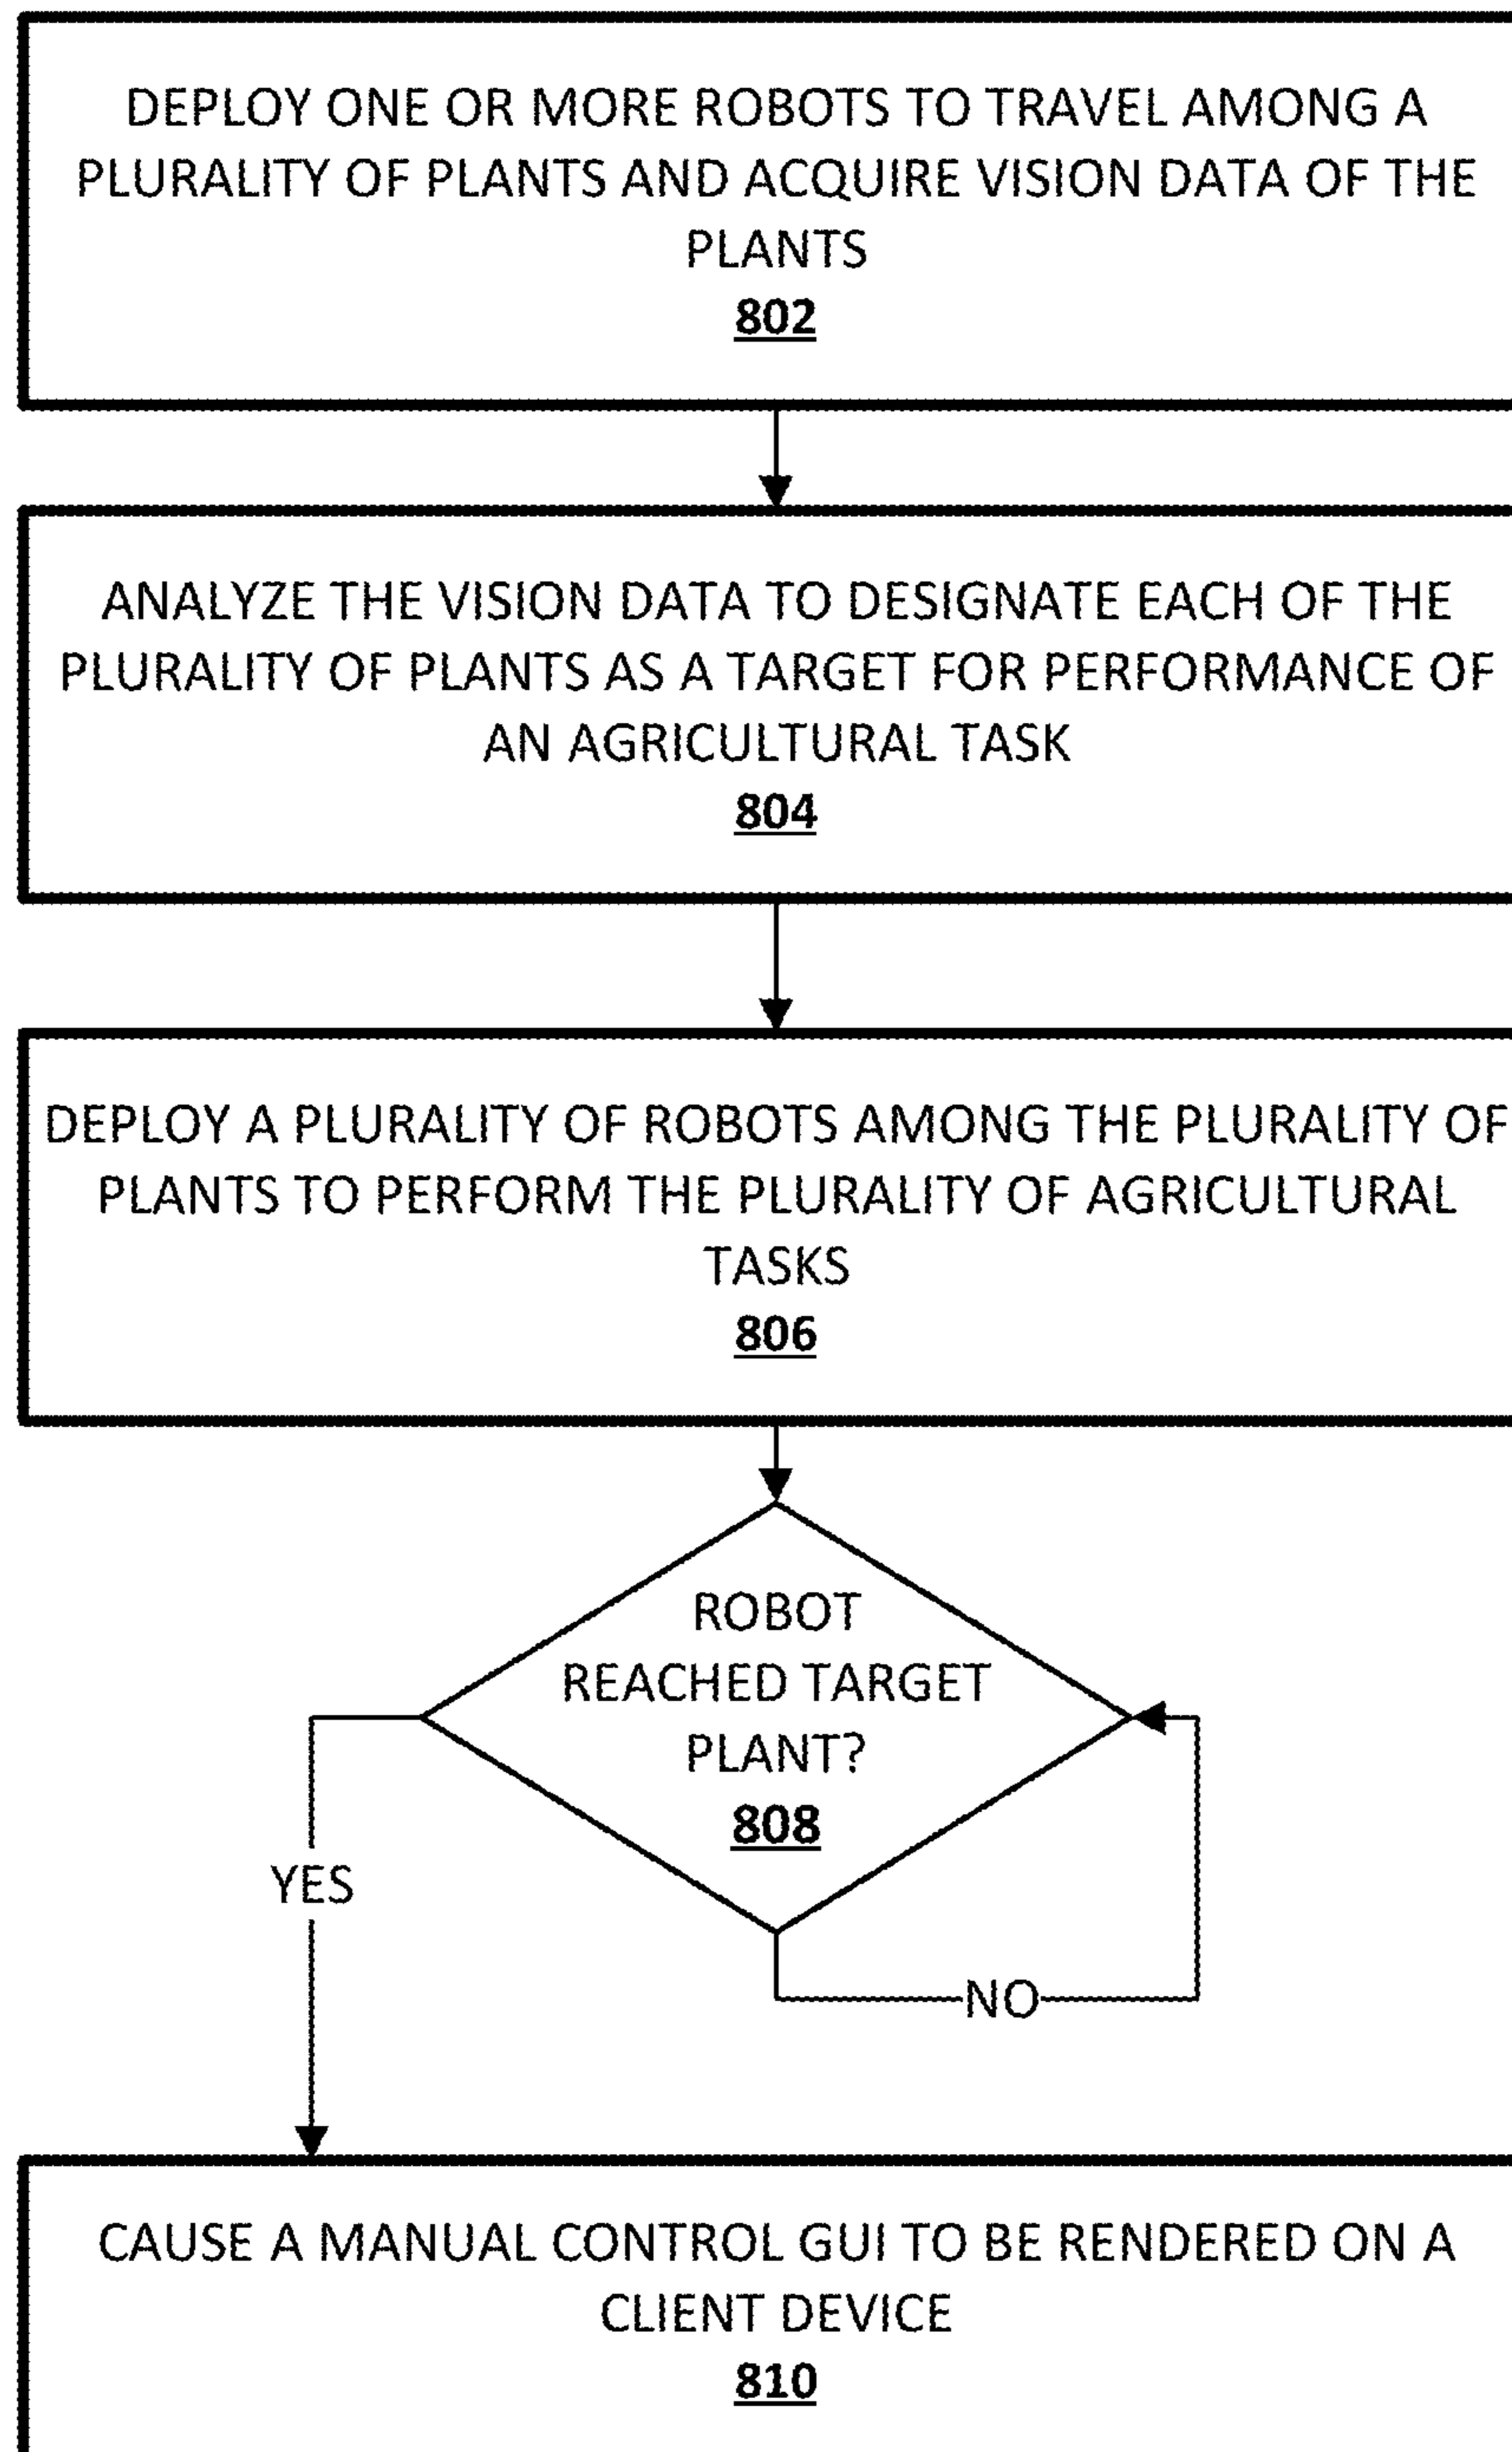 DEPLOY ONE OR MORE ROBOTS TO TRAVEL AMONG A
PLURALITY OF PLANTS AND ACQUIRE VISION DATA OF THE
PLANTS
802
ANALYZE THE VISION DATA TO DESIGNATE EACH OF THE
PLURALITY OF PLANTS AS A TARGET FOR PERFORMANCE OF
AN AGRICULTURAL TASK
804
DEPLOY A PLURALITY OF ROBOTS AMONG THE PLURALITY OF
PLANTS TO PERFORM THE PLURALITY OF AGRICULTURAL
TASKS
806
ROBOT
REACHED TARGET
PLANT?
808
YES
NO
CAUSE A MANUAL CONTROL GUI TO BE RENDERED ON A
CLIENT DEVICE
810